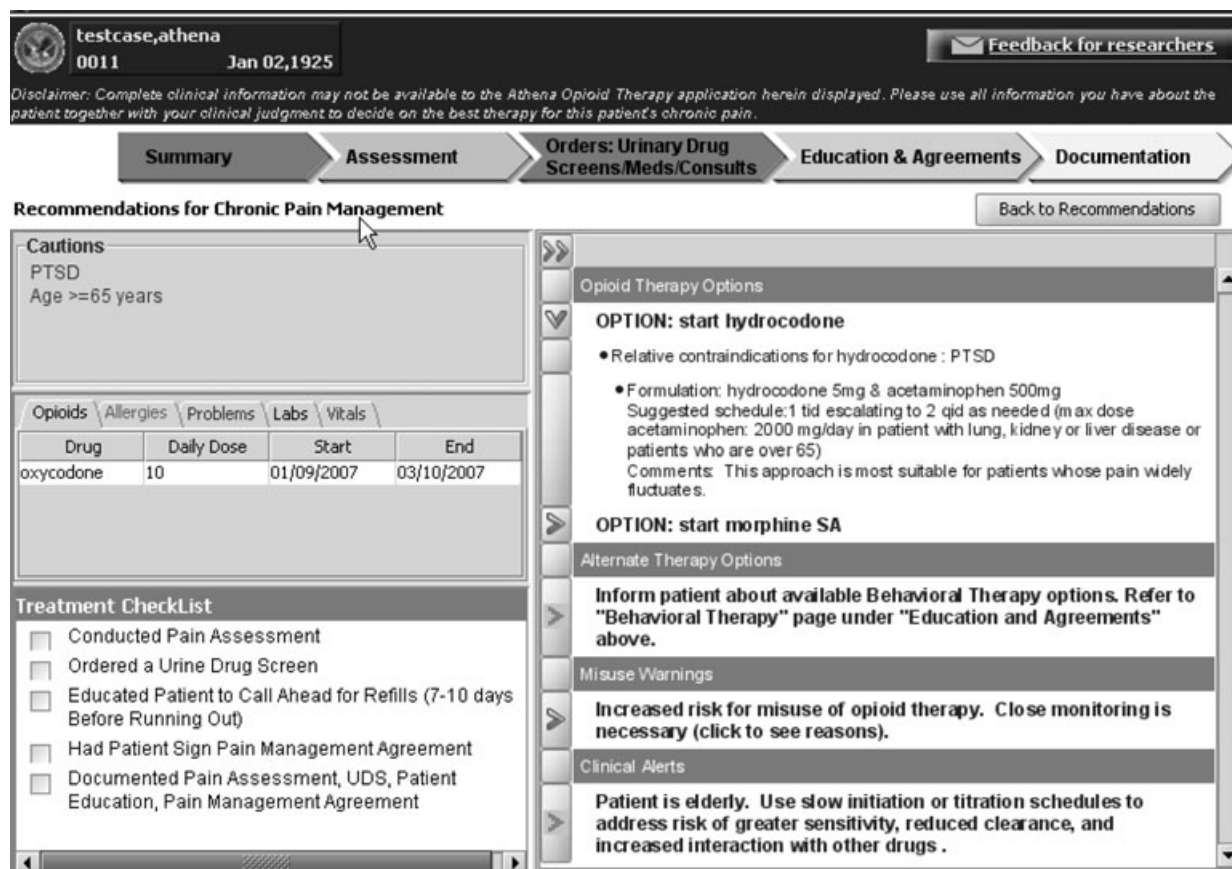 testcase,athena
0011 Jan 02,1925
Feedback for researchers
Disclaimer: Complete clinical information may not be available to the Athena Opioid Therapy application herein displayed. Please use all information you have about the
patient together with your clinical judgment to decide on the best therapy for this patient's chronic pain.
Summary
Assessment
Orders: Urinary Drug
Screens/Meds/Consults
Education & Agreements
Documentation
Recommendations for Chronic Pain Management
Back to Recommendations
Cautions
PTSD
Age >=65 years
Opioids Allergies Problems Labs Vitals
Drug Daily Dose Start End
oxycodone 10 01/09/2007 03/10/2007
Treatment CheckList
Conducted Pain Assessment
Ordered a Urine Drug Screen
Educated Patient to Call Ahead for Refills (7-10 days
Before Running Out)
Had Patient Sign Pain Management Agreement
Documented Pain Assessment, UDS, Patient
Education, Pain Management Agreement
Opioid Therapy Options
OPTION: start hydrocodone
• Relative contraindications for hydrocodone : PTSD
• Formulation: hydrocodone 5mg & acetaminophen 500mg
Suggested schedule:1 tid escalating to 2 qid as needed (max dose
acetaminophen: 2000 mg/day in patient with lung, kidney or liver disease or
patients who are over 65)
Comments: This approach is most suitable for patients whose pain widely
fluctuates.
OPTION: start morphine SA
Alternate Therapy Options
Inform patient about available Behavioral Therapy options. Refer to
"Behavioral Therapy" page under "Education and Agreements"
above.
Misuse Warnings
Increased risk for misuse of opioid therapy. Close monitoring is
necessary (click to see reasons).
Clinical Alerts
Patient is elderly. Use slow initiation or titration schedules to
address risk of greater sensitivity, reduced clearance, and
increased interaction with other drugs .